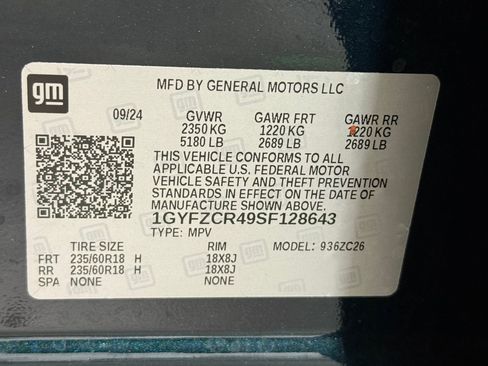 gm
MFD BY GENERAL MOTORS LLC
09/24 GVWR GAWR FRT GAWR RR
2350 KG 1220 KG 1220 KG
5180 LB 2689 LB 2689 LB
THIS VEHICLE CONFORMS TO ALL
APPLICABLE U.S. FEDERAL MOTOR
VEHICLE SAFETY AND THEFT PREVENTION
STANDARDS IN EFFECT ON THE DATE OF
MANUFACTURE SHOWN ABOVE.
1GYFZCR49SF128643
TYPE: MPV
TIRE SIZE RIM MODEL: 936ZC26
FRT 235/60R18 H 18X8J
RR 235/60R18 H 18X8J
SPA NONE NONE